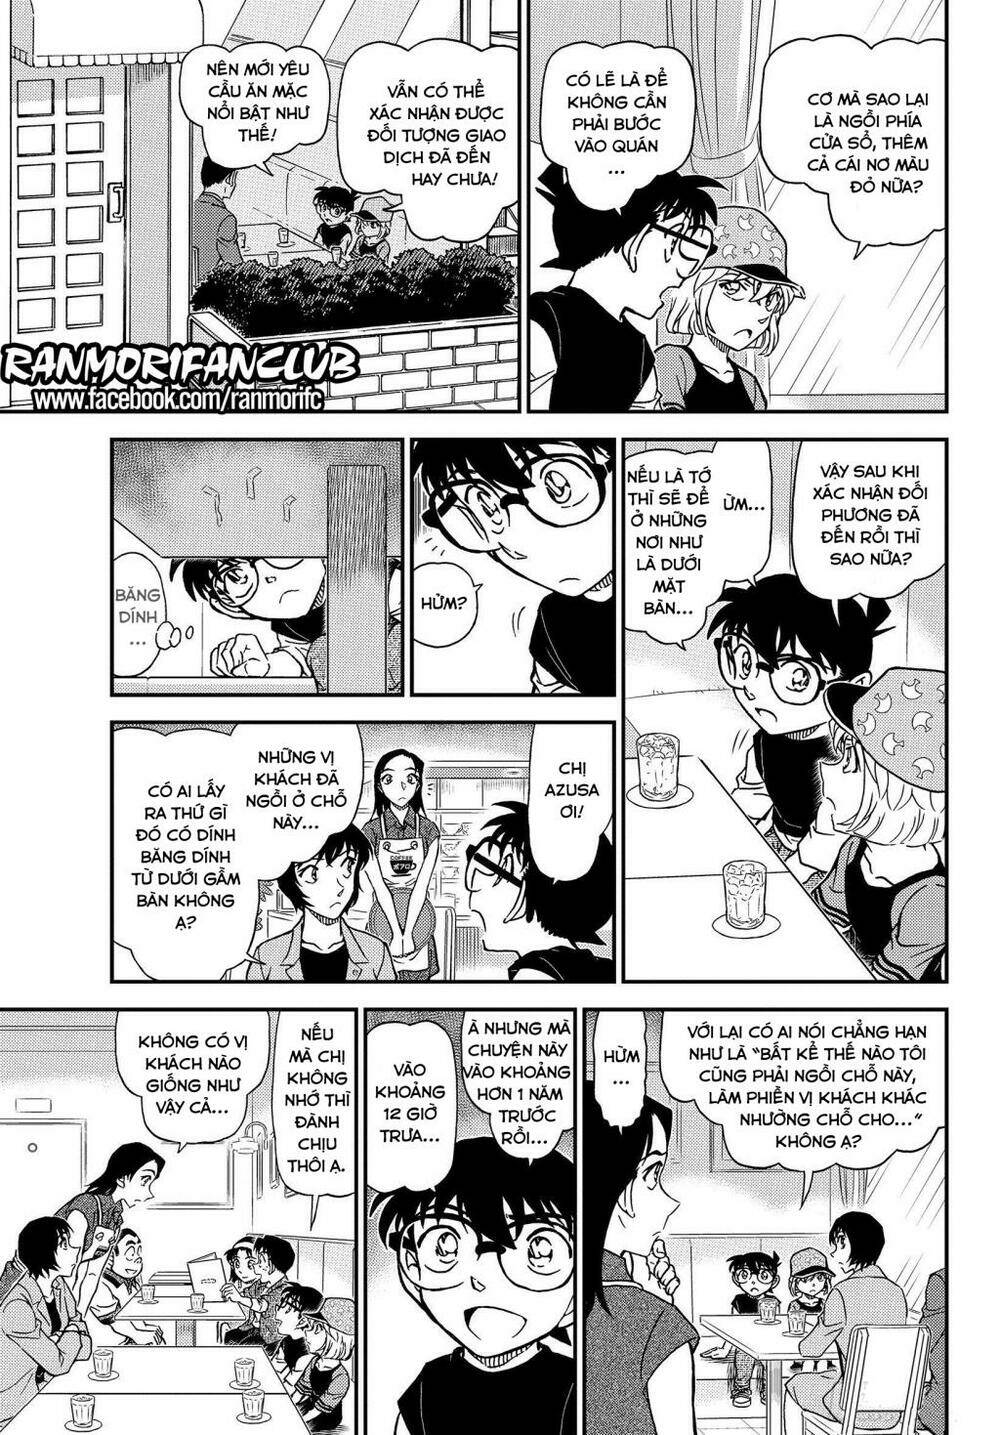 CƠ MÀ SAO LẠI
LÀ NGỒI PHÍA
CỬA SỔ, THÊM
CẢ CÁI NƠ MÀU
ĐỎ NỮA?
CÓ LẼ LÀ ĐỂ
KHÔNG CẦN
PHẢI BƯỚC
VÀO QUÁN
...
VẪN CÓ THỂ
XÁC NHẬN ĐƯỢC
ĐỐI TƯỢNG GIAO
DỊCH ĐÃ ĐẾN
HAY CHƯA!
NÊN MỚI YÊU
CẦU ĂN MẶC
NỔI BẬT NHƯ
THẾ!
RANMORIFANCLUB
www.facebook.com/ranmorifc
VẬY SAU KHI
XÁC NHẬN ĐỐI
PHƯƠNG ĐÃ
ĐẾN RỒI THÌ
SAO NỮA?
ỪM...
NẾU LÀ TỚ
THÌ SẼ ĐỂ
Ở NHỮNG
NƠI NHƯ
LÀ DƯỚI
MẶT
BÀN...
HỬM?
BĂNG
DÍNH
...
CHỊ
AZUSA
ƠI!
NHỮNG VỊ
KHÁCH ĐÃ
NGỒI Ở CHỖ
NÀY...
CÓ AI LẤY
RA THỨ GÌ
ĐÓ CÓ DÍNH
BĂNG DÍNH
TỪ DƯỚI GẦM
BÀN KHÔNG
Ạ?
COFFEE
VỚI LẠI CÓ AI NÓI CHẲNG HẠN
NHƯ LÀ "BẤT KỂ THẾ NÀO TÔI
CŨNG PHẢI NGỒI CHỖ NÀY,
LÀM PHIỀN VỊ KHÁCH KHÁC
NHƯỜNG CHỖ CHO..."
KHÔNG Ạ?
HỪM
...
À NHƯNG MÀ
CHUYỆN NÀY
VÀO KHOẢNG
HƠN 1 NĂM
TRƯỚC
RỒI...
VÀO
KHOẢNG
12 GIỜ
TRƯA...
NẾU
MÀ CHỊ
KHÔNG
NHỚ THÌ
ĐÀNH
CHỊU
THÔI Ạ.
KHÔNG CÓ VỊ
KHÁCH NÀO
GIỐNG NHƯ
VẬY CẢ...